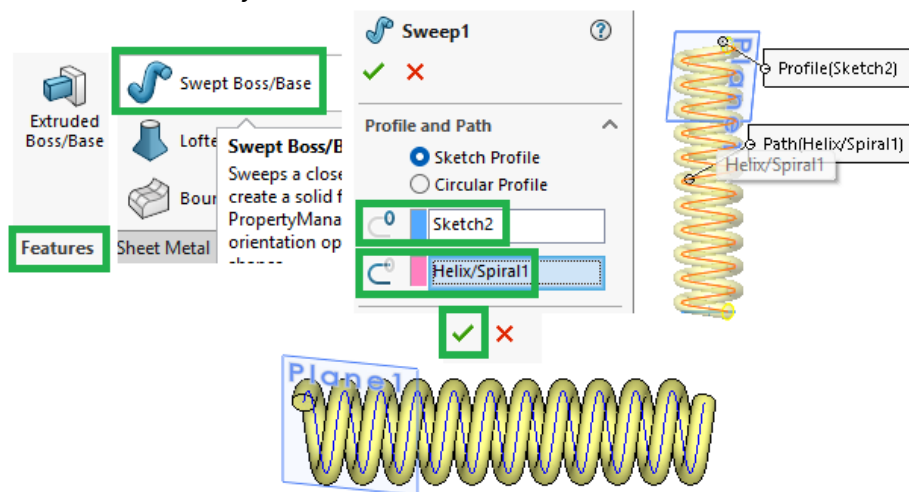 Extruded
Boss/Base
Features
Swept Boss/Base
Lofte
Bour
Sheet Metal
Swept Boss/B
Sweeps a close
create a solid f
PropertyMana
orientation op
Sweep1
Profile and Path
Sketch Profile
Circular Profile
Sketch2
Helix/Spiral1
Plane
Profile(Sketch2)
Path(Helix/Spiral1)
Helix/Spiral1
Plane1